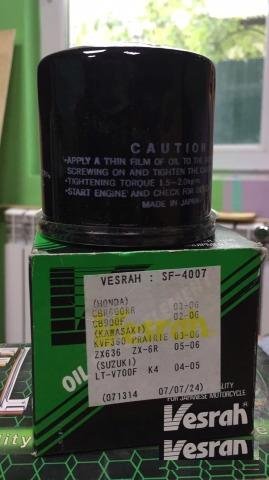 CAUTION
•APPLY A THIN FILM OF OIL TO THE
SCREWING ON AND TIGHTEN THE
•TIGHTENING TORQUE 1.5~2.0kg-m
•START ENGINE AND CHECK FOR
MADE IN JAPAN
VESRAH : SF-4007
(HONDA)
CBR600RR 03-06
CB900F 02-06
(KAWASAKI)
KVF360 PRAIRIE 03-06
ZX636 ZX-6R 05-06
(SUZUKI)
LT-V700F K4 04-05
(071314 07/07/24)
OIL
FOR JAPANESE MOTORCYCLE
Vesrah
Vesrah